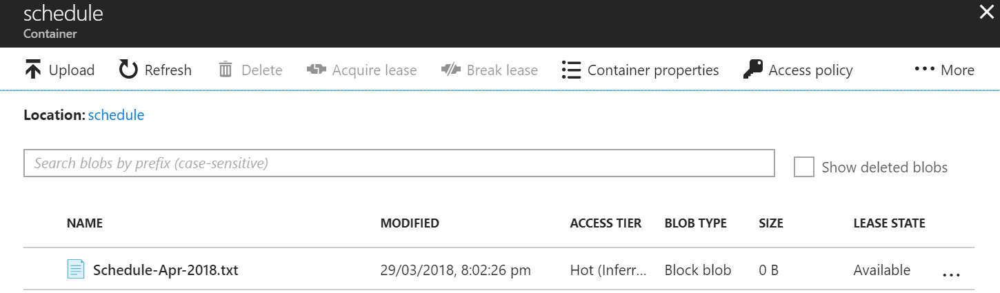 schedule
Container
Upload Refresh Delete Acquire lease Break lease Container properties Access policy ••• More
Location: schedule
Search blobs by prefix (case-sensitive) Show deleted blobs
NAME MODIFIED ACCESS TIER BLOB TYPE SIZE LEASE STATE
Schedule-Apr-2018.txt 29/03/2018, 8:02:26 pm Hot (Inferr... Block blob 0 B Available ...